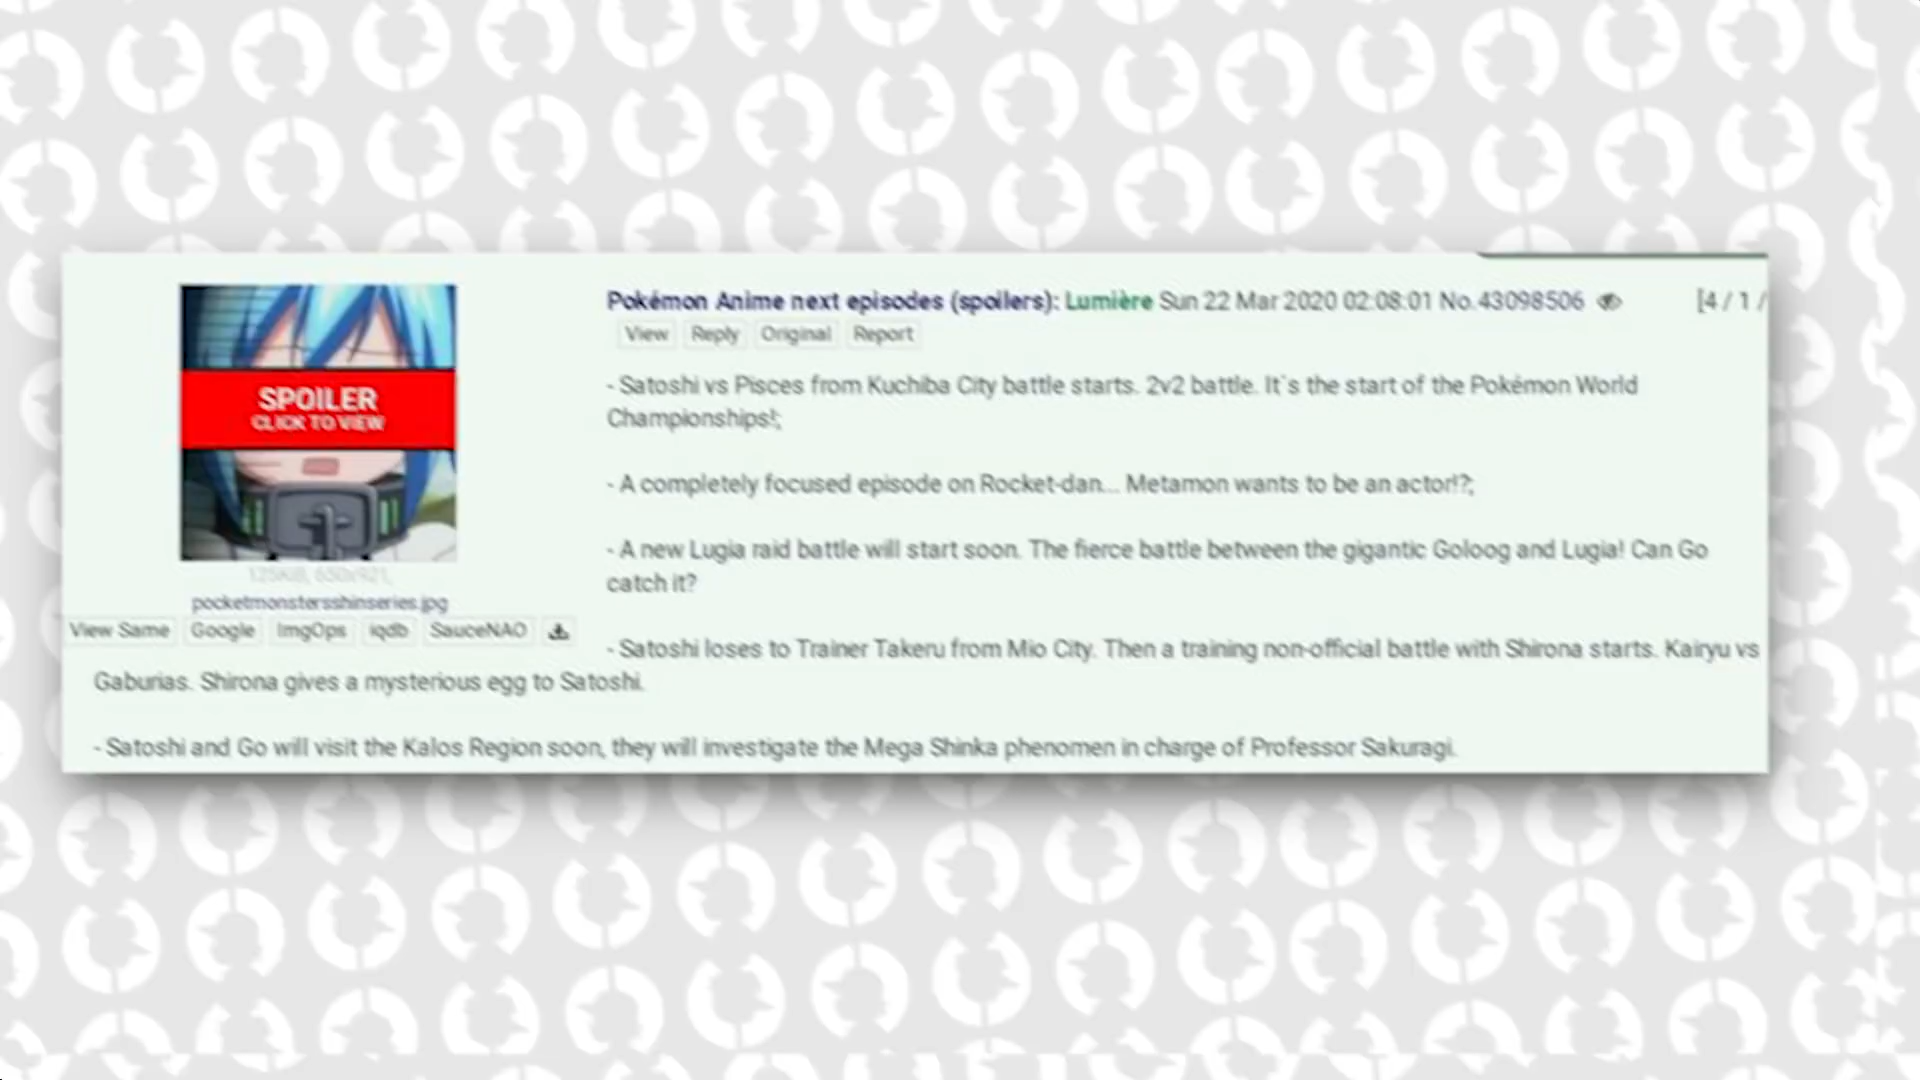 Pokémon Anime next episodes (spoilers): Lumière Sun 22 Mar 2020 02:08:01 No.43098506 [4 / 1 /
View Reply Original Report
SPOILER
CLICK TO VIEW
pocketmonstersshinseries.jpg
View Same Google ImgOps iqdb SauceNAO
- Satoshi vs Pisces from Kuchiba City battle starts. 2v2 battle. It´s the start of the Pokémon World
Championships!;
- A completely focused episode on Rocket-dan... Metamon wants to be an actor!?;
- A new Lugia raid battle will start soon. The fierce battle between the gigantic Goloog and Lugia! Can Go
catch it?
- Satoshi loses to Trainer Takeru from Mio City. Then a training non-official battle with Shirona starts. Kairyu vs
Gaburias. Shirona gives a mysterious egg to Satoshi.
- Satoshi and Go will visit the Kalos Region soon, they will investigate the Mega Shinka phenomen in charge of Professor Sakuragi.